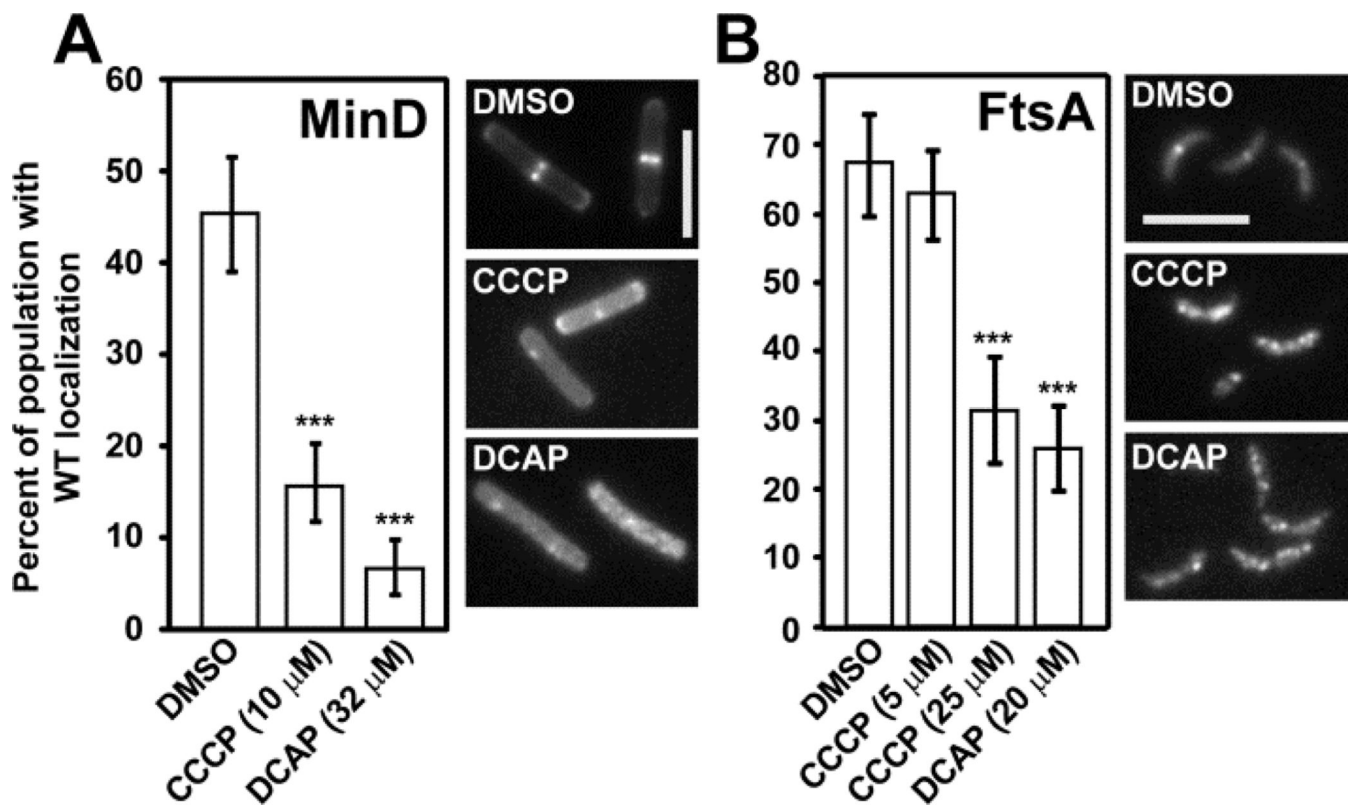 A
Percent of population with
WT localization
60
50
40
30
20
10
0
MinD
***
***
DMSO
CCCP (10 μM)
DCAP (32 μM)
DMSO
CCCP
DCAP
B
80
70
60
50
40
30
20
10
0
FtsA
***
***
DMSO
CCCP (5 μM)
CCCP (25 μM)
DCAP (20 μM)
DMSO
CCCP
DCAP